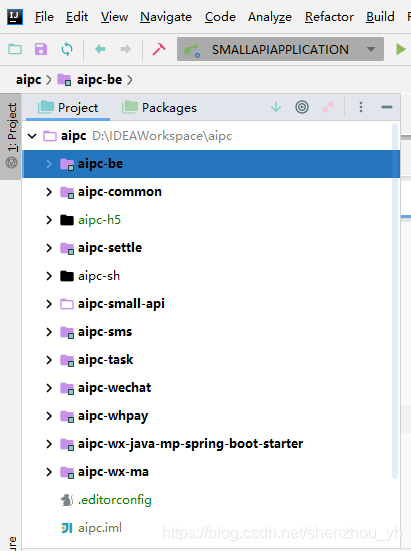 File Edit View Navigate Code Analyze Refactor Build
SMALLAPIAPPLICATION
aipc aipc-be
1: Project
Project Packages
aipc D:\IDEAWorkspace\aipc
aipc-be
aipc-common
aipc-h5
aipc-settle
aipc-sh
aipc-small-api
aipc-sms
aipc-task
aipc-wechat
aipc-whpay
aipc-wx-java-mp-spring-boot-starter
aipc-wx-ma
.editorconfig
aipc.iml
https://blog.csdn.net/shenzhou_yh